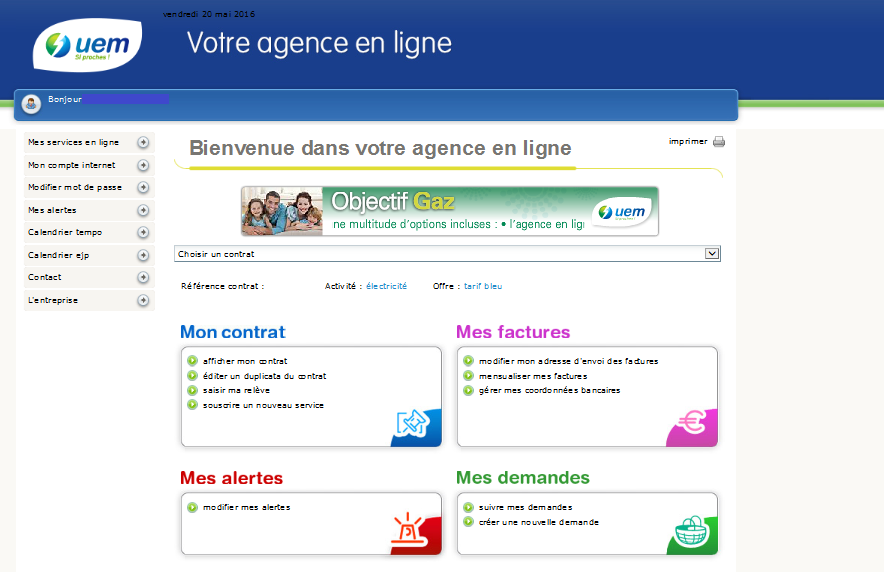 vendredi 20 mai 2016
uem
Si proches !
Votre agence en ligne
Bonjour
Mes services en ligne
Mon compte internet
Modifier mot de passe
Mes alertes
Calendrier tempo
Calendrier ejp
Contact
L'entreprise
Bienvenue dans votre agence en ligne
imprimer
Objectif Gaz
ne multitude d'options incluses : • l'agence en lig
uem
Choisir un contrat
Référence contrat : Activité : électricité Offre : tarif bleu
Mon contrat
afficher mon contrat
éditer un duplicata du contrat
saisir ma relève
souscrire un nouveau service
Mes factures
modifier mon adresse d'envoi des factures
mensualiser mes factures
gérer mes coordonnées bancaires
Mes alertes
modifier mes alertes
Mes demandes
suivre mes demandes
créer une nouvelle demande